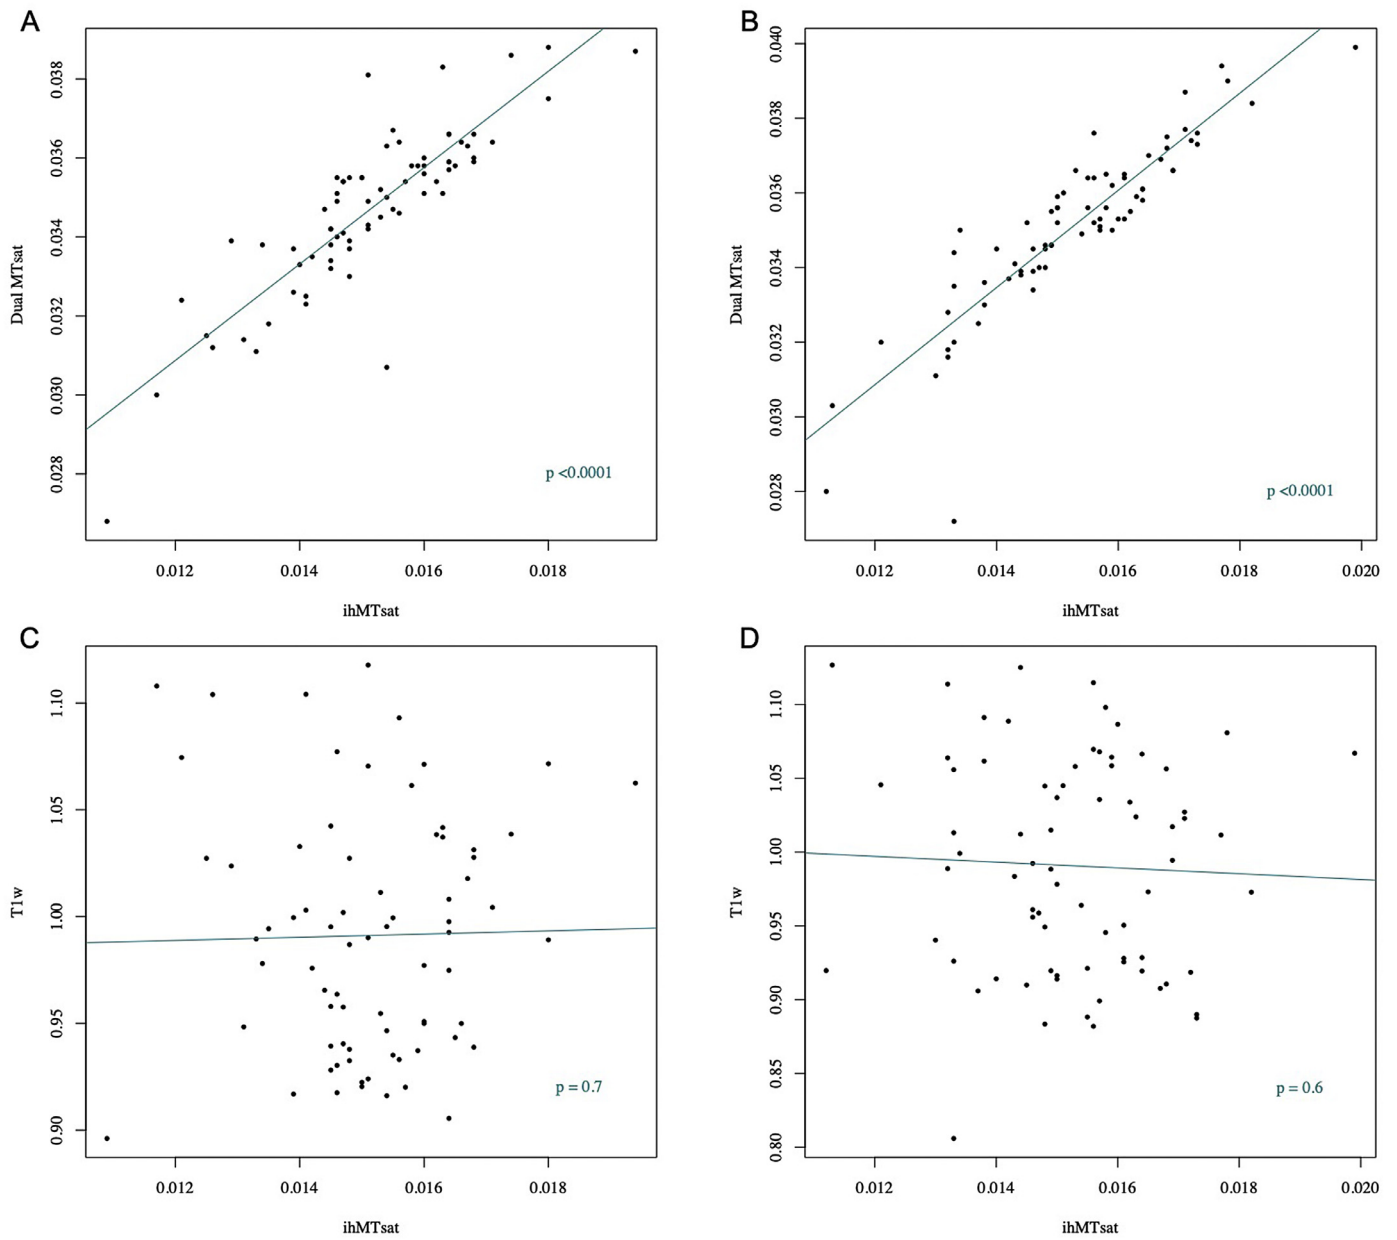 A
Dual MTsat
0.028 0.030 0.032 0.034 0.036 0.038
p <0.0001
0.012 0.014 0.016 0.018
ihMTsat
B
Dual MTsat
0.028 0.030 0.032 0.034 0.036 0.038 0.040
p <0.0001
0.012 0.014 0.016 0.018 0.020
ihMTsat
C
T1w
0.90 0.95 1.00 1.05 1.10
p = 0.7
0.012 0.014 0.016 0.018
ihMTsat
D
T1w
0.80 0.85 0.90 0.95 1.00 1.05 1.10
p = 0.6
0.012 0.014 0.016 0.018 0.020
ihMTsat